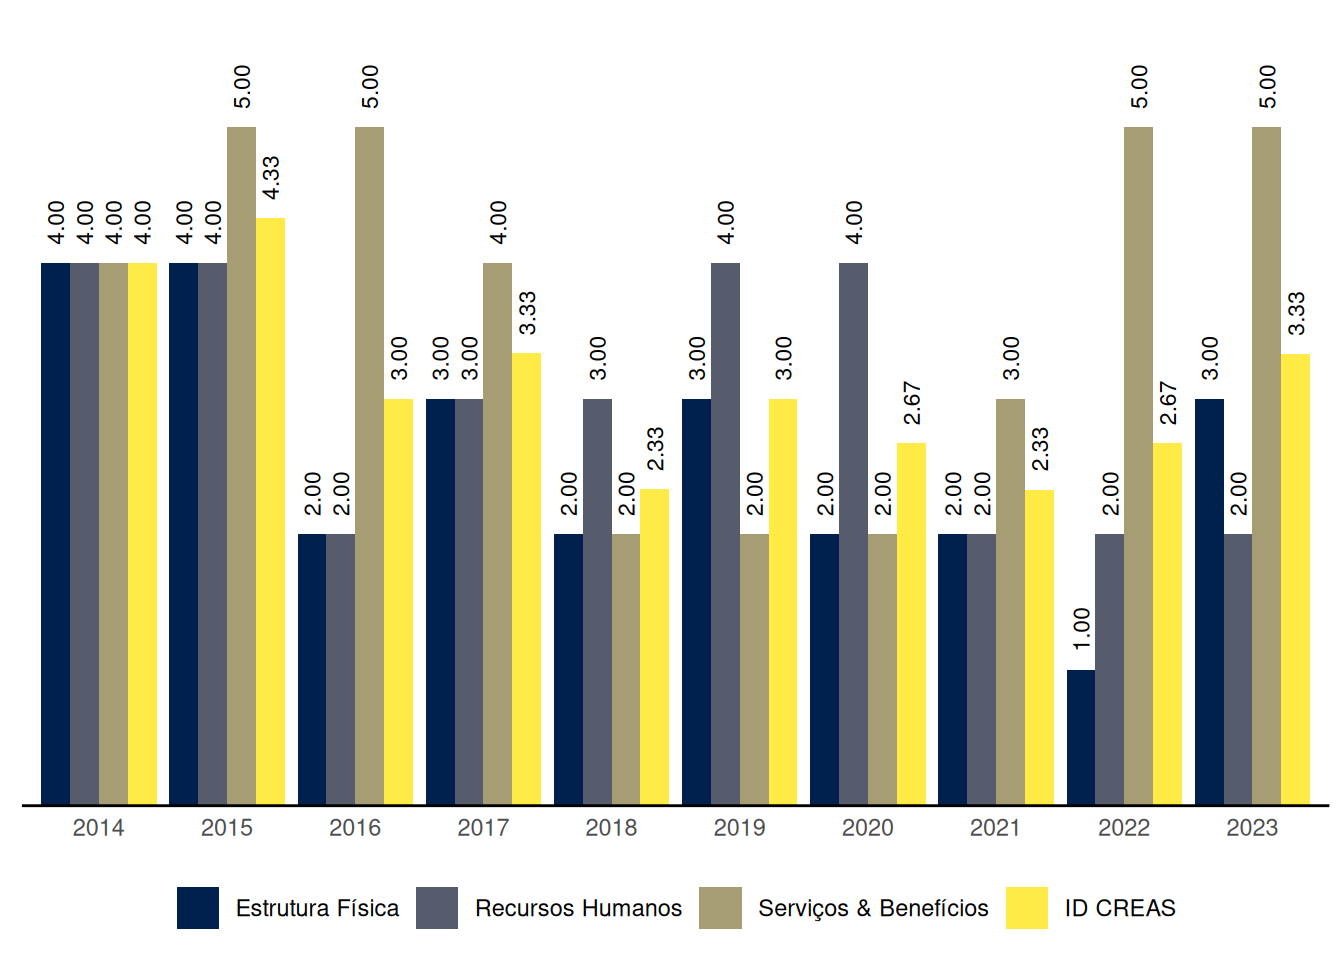 4.00 4.00 4.00 4.00 4.00 4.00 5.00 4.33 2.00 2.00 5.00 3.00 3.00 3.00 4.00 3.33 2.00 3.00 2.00 2.33 3.00 4.00 2.00 3.00 2.00 4.00 2.00 2.67 2.00 2.00 3.00 2.33 1.00 2.00 5.00 2.67 3.00 2.00 5.00 3.33
2014 2015 2016 2017 2018 2019 2020 2021 2022 2023
Estrutura Física Recursos Humanos Serviços & Benefícios ID CREAS